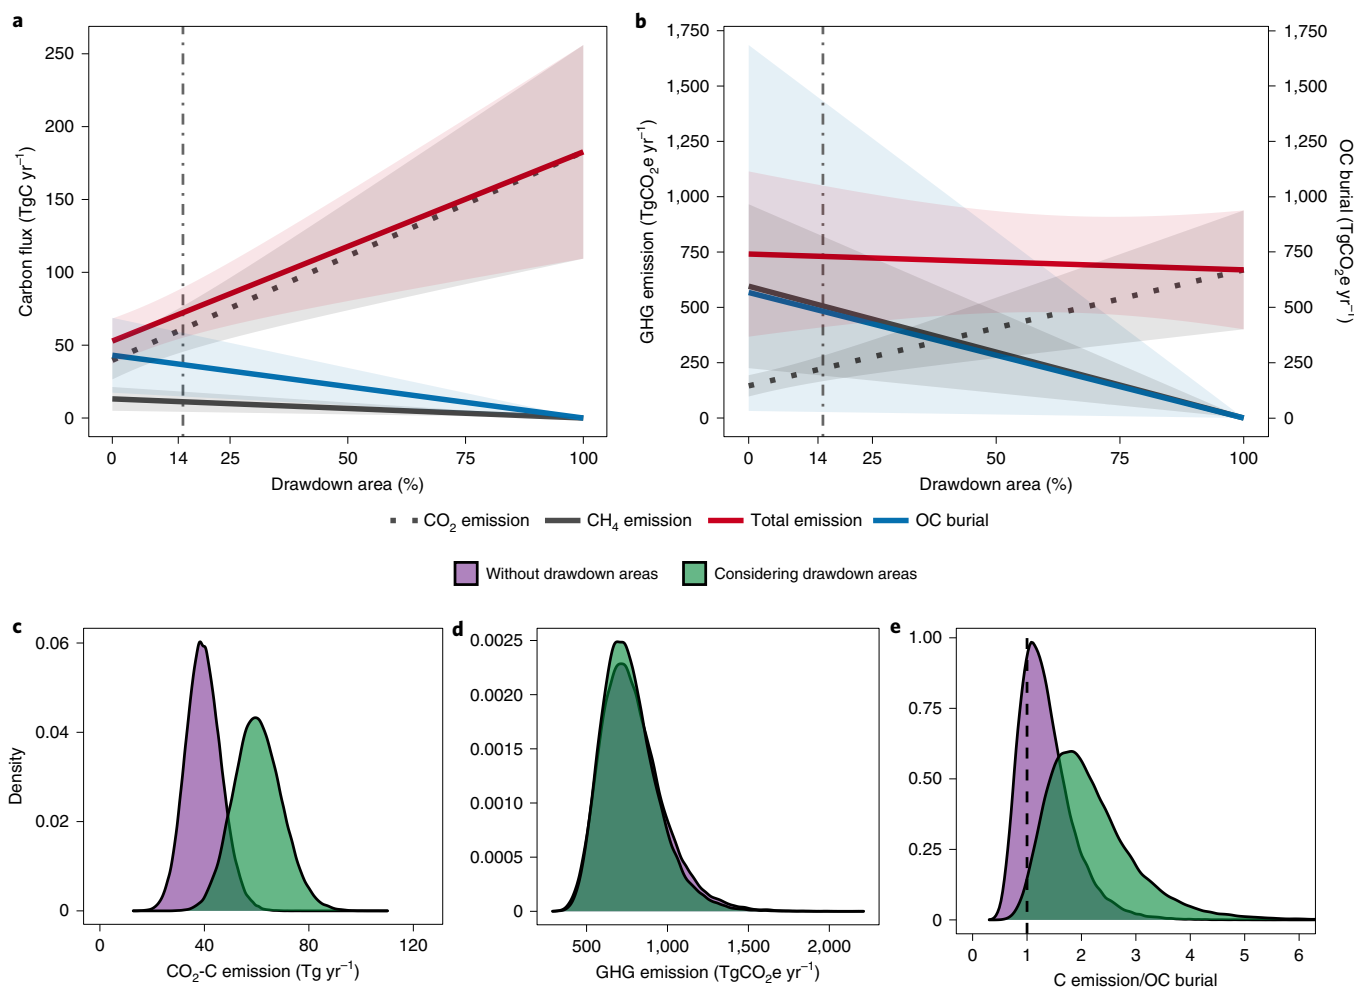 a
b
250
200
150
100
50
0
Carbon flux (TgC yr⁻¹)
0 14 25 50 75 100
Drawdown area (%)
1,750
1,500
1,250
1,000
750
500
250
0
GHG emission (TgCO₂e yr⁻¹)
1,750
1,500
1,250
1,000
750
500
250
0
OC burial (TgCO₂e yr⁻¹)
0 14 25 50 75 100
Drawdown area (%)
CO₂ emission CH₄ emission Total emission OC burial
Without drawdown areas Considering drawdown areas
c
0.06
0.04
0.02
0
Density
0 40 80 120
CO₂-C emission (Tg yr⁻¹)
d
0.0025
0.0020
0.0015
0.0010
0.0005
0
500 1,000 1,500 2,000
GHG emission (TgCO₂e yr⁻¹)
e
1.00
0.75
0.50
0.25
0
0 1 2 3 4 5 6
C emission/OC burial